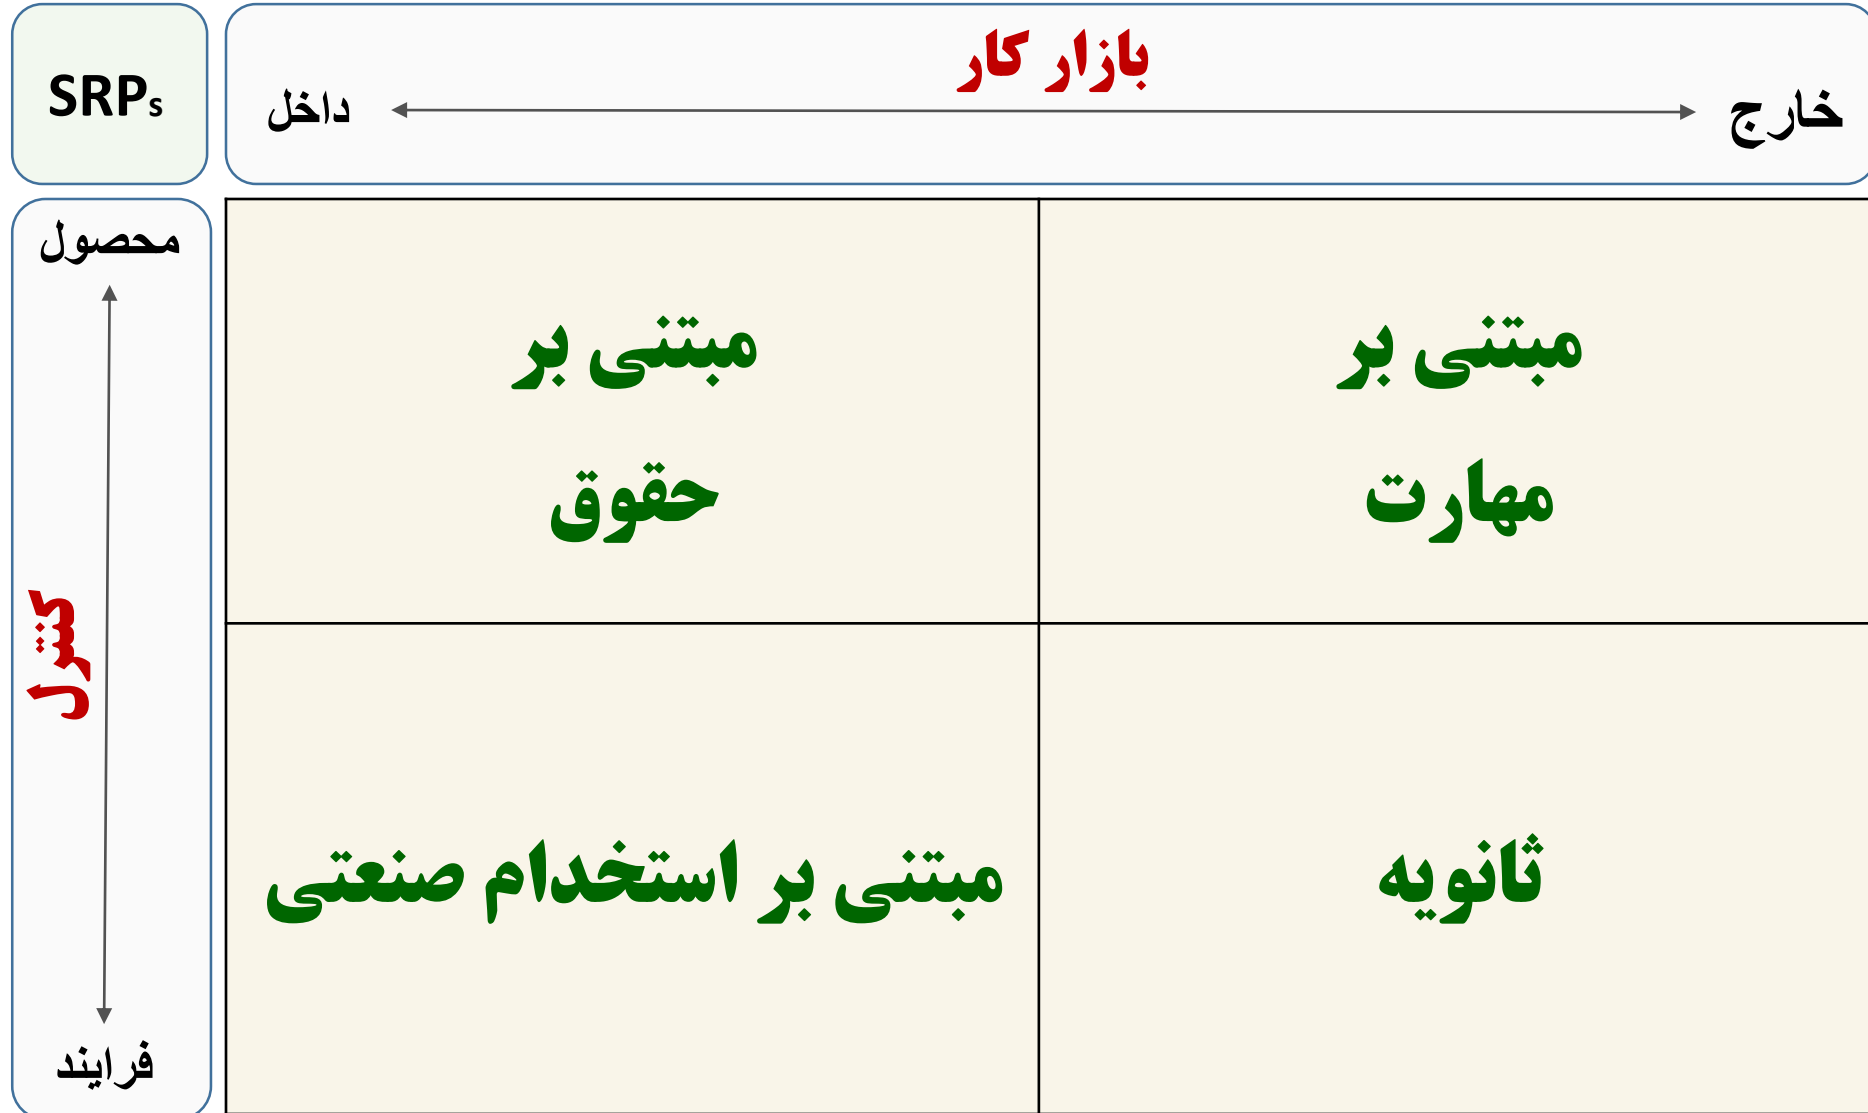 SRPs
بازار کار
خارج
داخل
محصول
کنترل
فرایند
مبتنی بر
مهارت
مبتنی بر
حقوق
ثانویه
مبتنی بر استخدام صنعتی